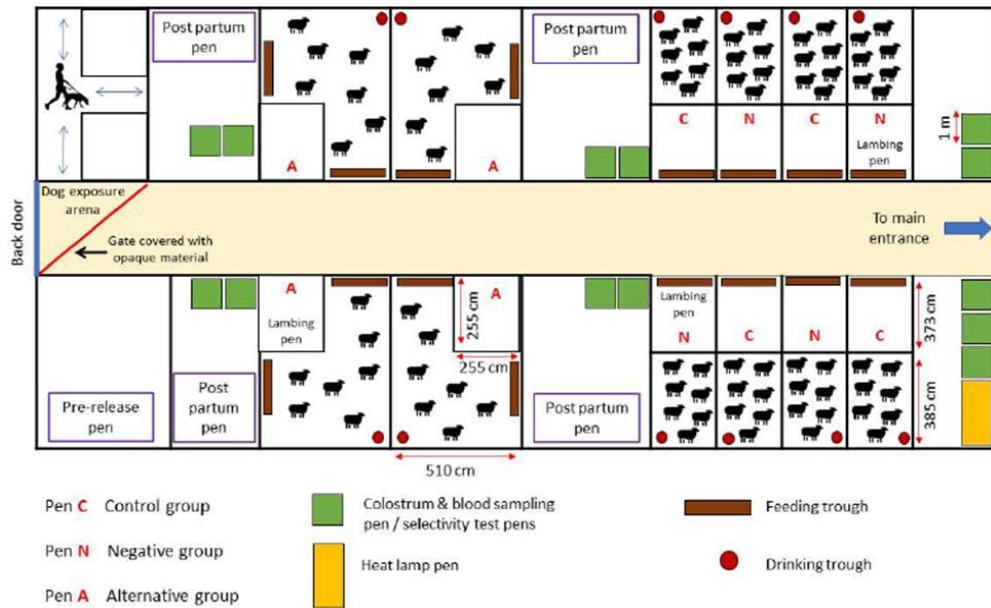 Post partum
pen
Post partum
pen
C
N
C
N
A
A
Lambing
pen
1 m
Dog exposure
arena
Back door
Gate covered with
opaque material
To main
entrance
A
Lambing
pen
A
255 cm
255 cm
Lambing
pen
N
C
N
C
373 cm
385 cm
Pre-release
pen
Post
partum
pen
Post partum
pen
510 cm
Pen C Control group
Pen N Negative group
Pen A Alternative group
Colostrum & blood sampling
pen / selectivity test pens
Heat lamp pen
Feeding trough
Drinking trough